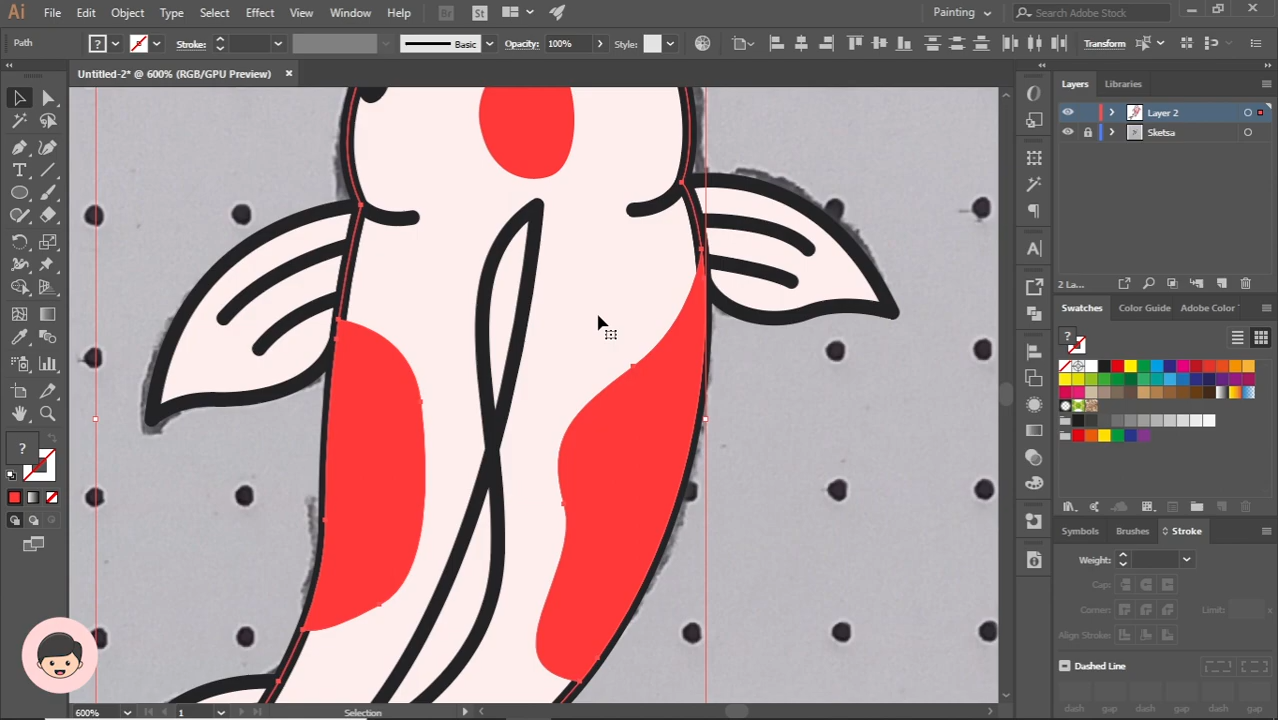 Ai File Edit Object Type Select Effect View Window Help Br St Painting Search Adobe Stock
Path ? Stroke: Basic Opacity: 100% Style: Transform
Untitled-2* @ 600% (RGB/GPU Preview)
Layers Libraries
Layer 2
Sketsa
2 La...
Swatches Color Guide Adobe Color
?
Symbols Brushes Stroke
Weight:
Cap:
Corner: Limit: x
Align Stroke:
Dashed Line
dash gap dash gap dash gap
?
600% 1 Selection